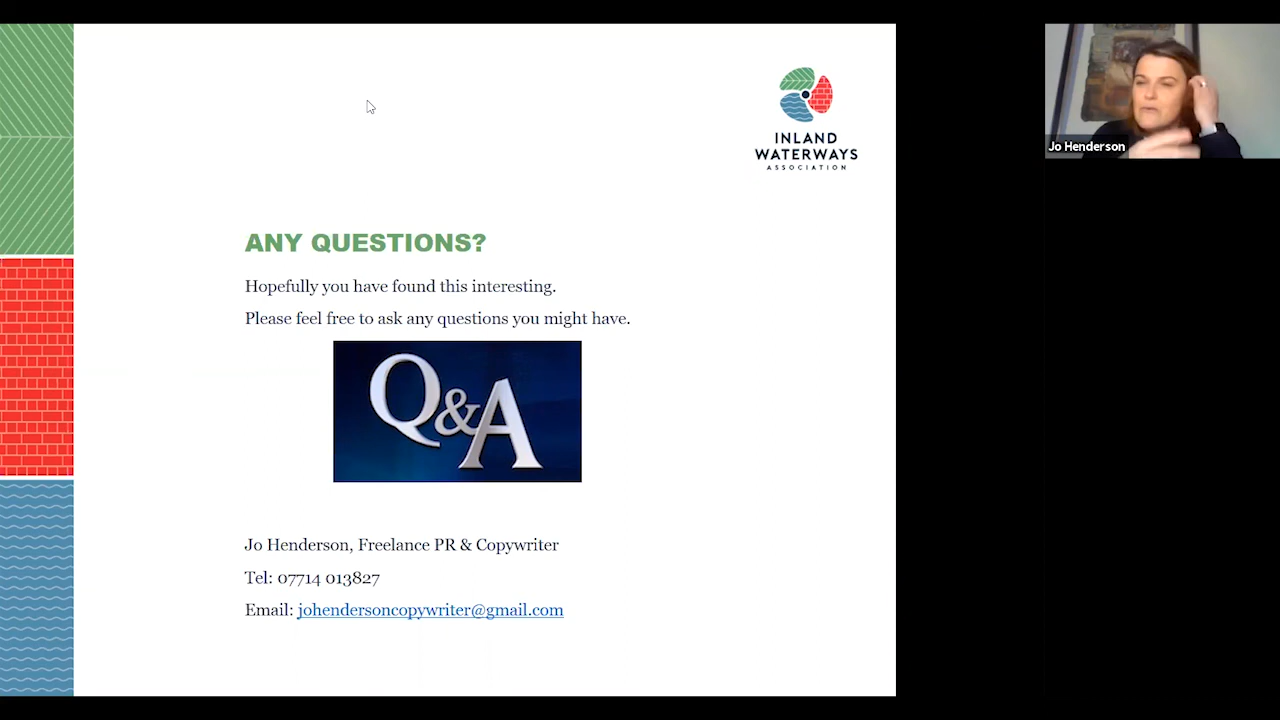 INLAND
WATERWAYS
ASSOCIATION
Jo Henderson
ANY QUESTIONS?
Hopefully you have found this interesting.
Please feel free to ask any questions you might have.
Q&A
Jo Henderson, Freelance PR & Copywriter
Tel: 07714 013827
Email: johendersoncopywriter@gmail.com